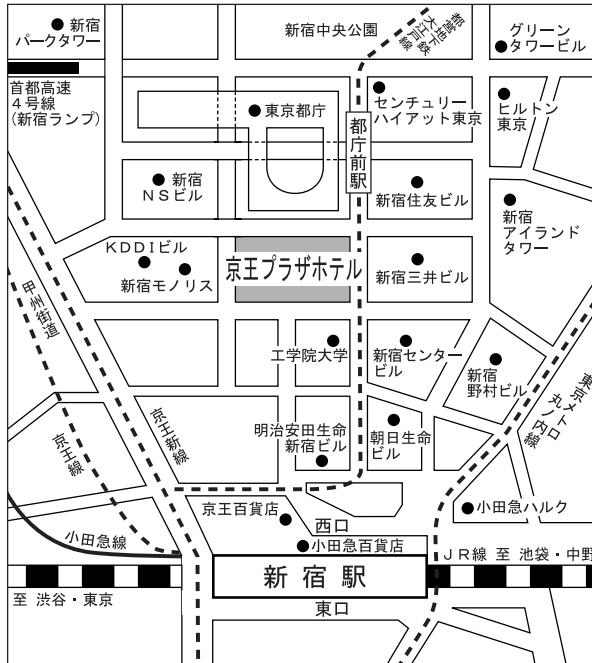 新宿
パークタワー
新宿中央公園
都営地下鉄
大江戸線
グリーン
タワービル
首都高速
4号線
(新宿ランプ)
東京都庁
センチュリー
ハイアット東京
ヒルトン
東京
都庁前駅
新宿
NSビル
新宿住友ビル
新宿
アイランド
タワー
KDDIビル
新宿モノリス
京王プラザホテル
新宿三井ビル
甲州街道
工学院大学
新宿センター
ビル
新宿
野村ビル
東京メトロ
丸ノ内線
京王線
京王新線
明治安田生命
新宿ビル
朝日生命
ビル
京王百貨店
西口
小田急ハルク
小田急線
小田急百貨店
JR線 至 池袋・中野
新宿駅
至 渋谷・東京
東口